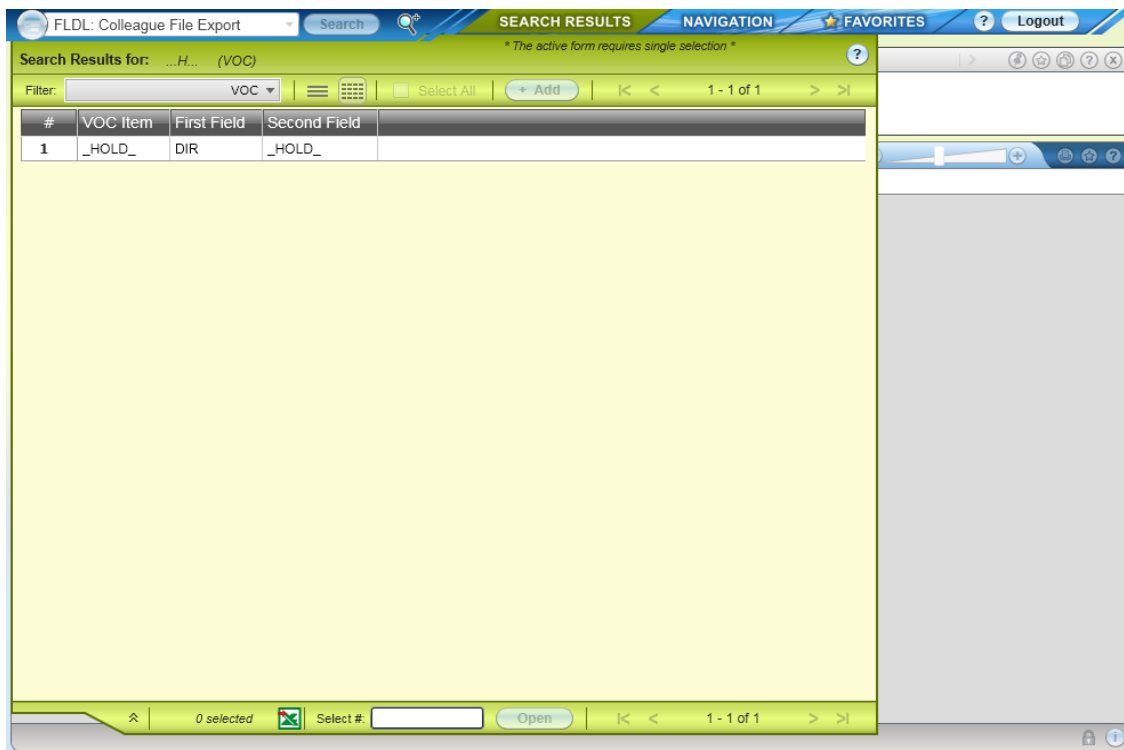 FLDL: Colleague File Export Search SEARCH RESULTS NAVIGATION FAVORITES ? Logout
* The active form requires single selection *
Search Results for: ...H... (VOC) ?
Filter: VOC Select All + Add |< < 1 - 1 of 1 > >|
# VOC Item First Field Second Field
1 _HOLD_ DIR _HOLD_
0 selected Select #: Open |< < 1 - 1 of 1 > >|